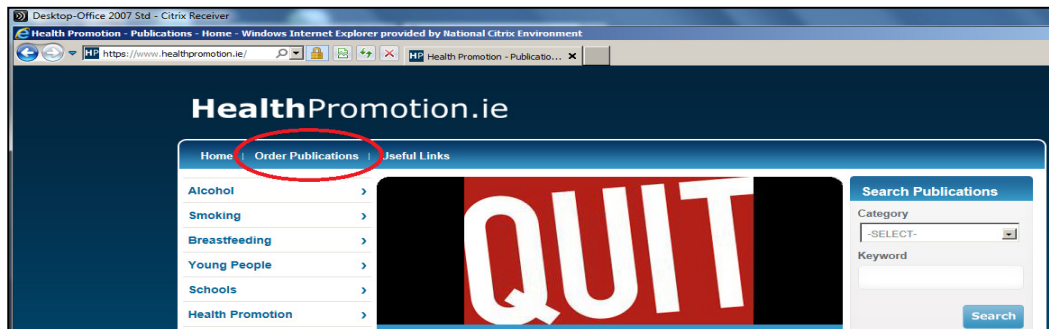 Desktop-Office 2007 Std - Citrix Receiver
Health Promotion - Publications - Home - Windows Internet Explorer provided by National Citrix Environment
HP https://www.healthpromotion.ie/ HP Health Promotion - Publicatio...
HealthPromotion.ie
Home | Order Publications | Useful Links
Alcohol
Smoking
Breastfeeding
Young People
Schools
Health Promotion
QUIT
Search Publications
Category
-SELECT-
Keyword
Search